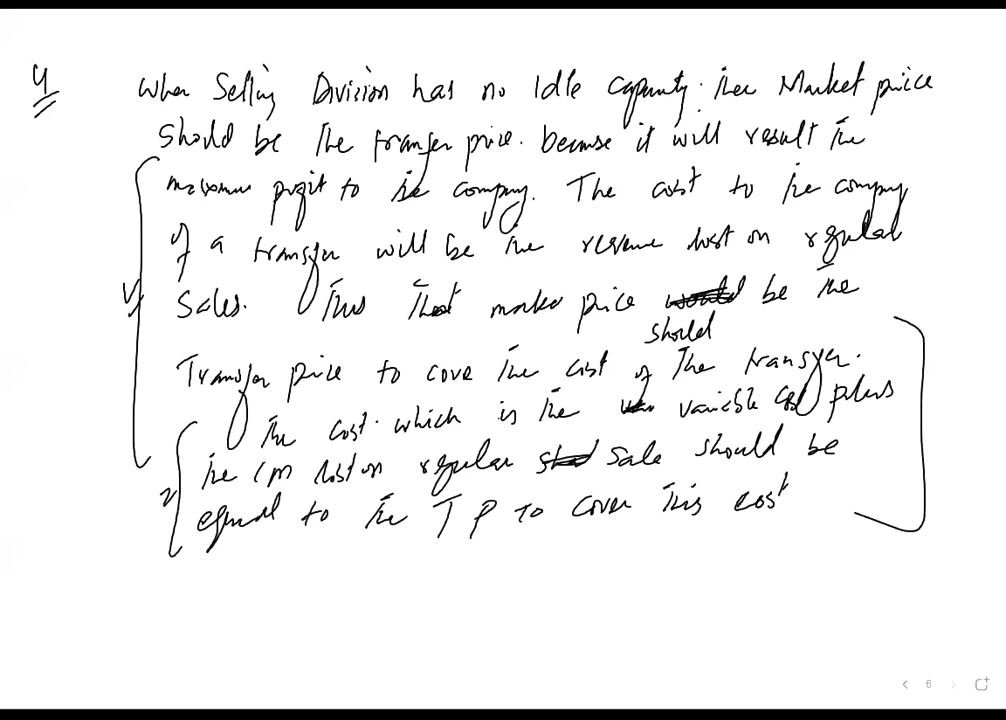 4
When Selling Division has no Idle capacity then Market price
should be the transfer price. because it will result the
maximum profit to the company. The cost to the company
of a transfer will be the revenue lost on regular
sales. Thus That market price would be the
should
Transfer price to cove the cost of The transfer.
The cost which is the variable cost plus
the CM lost on regular sale should be
equal to the TP to cover this cost
6